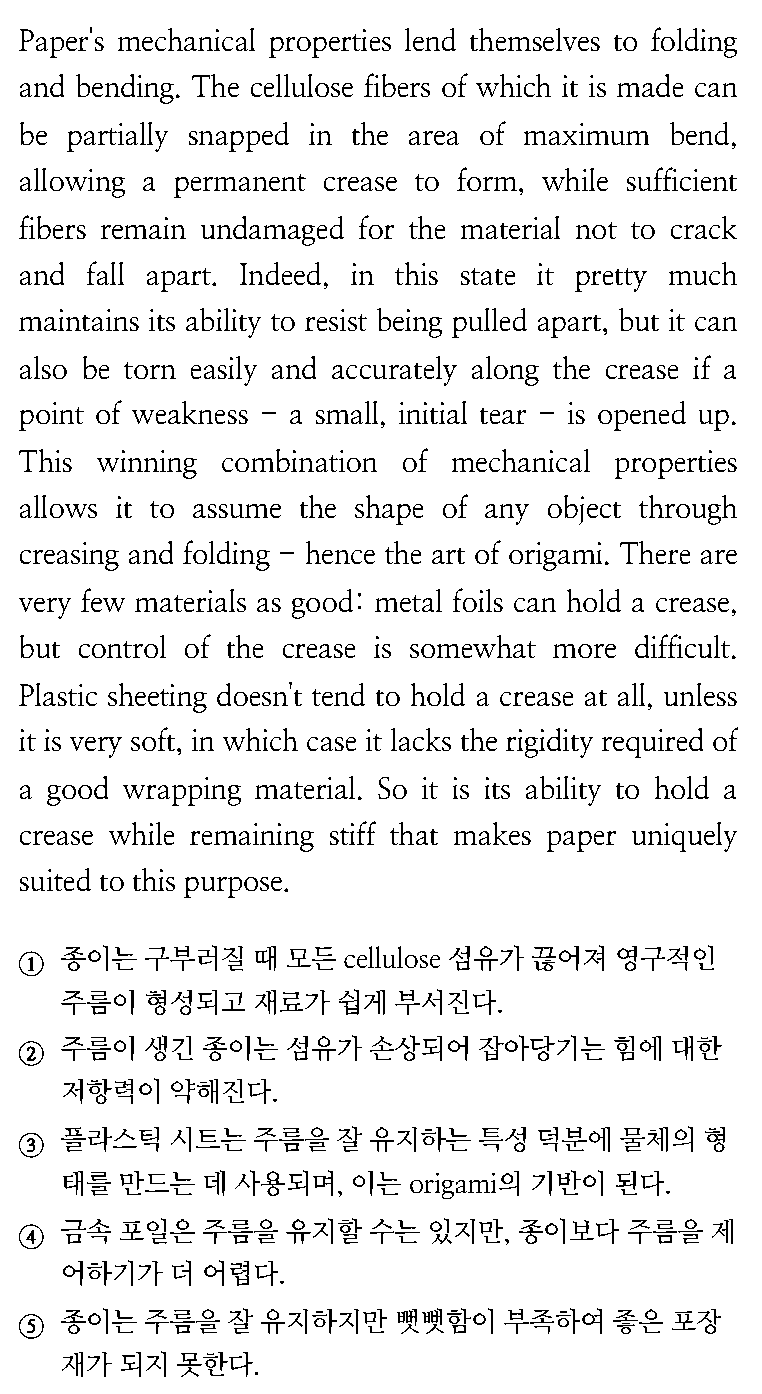 Paper's mechanical properties lend themselves to folding
and bending. The cellulose fibers of which it is made can
be partially snapped in the area of maximum bend,
allowing a permanent crease to form, while sufficient
fibers remain undamaged for the material not to crack
and fall apart. Indeed, in this state it pretty much
maintains its ability to resist being pulled apart, but it can
also be torn easily and accurately along the crease if a
point of weakness − a small, initial tear − is opened up.
This winning combination of mechanical properties
allows it to assume the shape of any object through
creasing and folding − hence the art of origami. There are
very few materials as good: metal foils can hold a crease,
but control of the crease is somewhat more difficult.
Plastic sheeting doesn't tend to hold a crease at all, unless
it is very soft, in which case it lacks the rigidity required of
a good wrapping material. So it is its ability to hold a
crease while remaining stiff that makes paper uniquely
suited to this purpose.
① 종이는 구부러질 때 모든 cellulose 섬유가 끊어져 영구적인
주름이 형성되고 재료가 쉽게 부서진다.
② 주름이 생긴 종이는 섬유가 손상되어 잡아당기는 힘에 대한
저항력이 약해진다.
③ 플라스틱 시트는 주름을 잘 유지하는 특성 덕분에 물체의 형
태를 만드는 데 사용되며, 이는 origami의 기반이 된다.
④ 금속 포일은 주름을 유지할 수는 있지만, 종이보다 주름을 제
어하기가 더 어렵다.
⑤ 종이는 주름을 잘 유지하지만 뻣뻣함이 부족하여 좋은 포장
재가 되지 못한다.